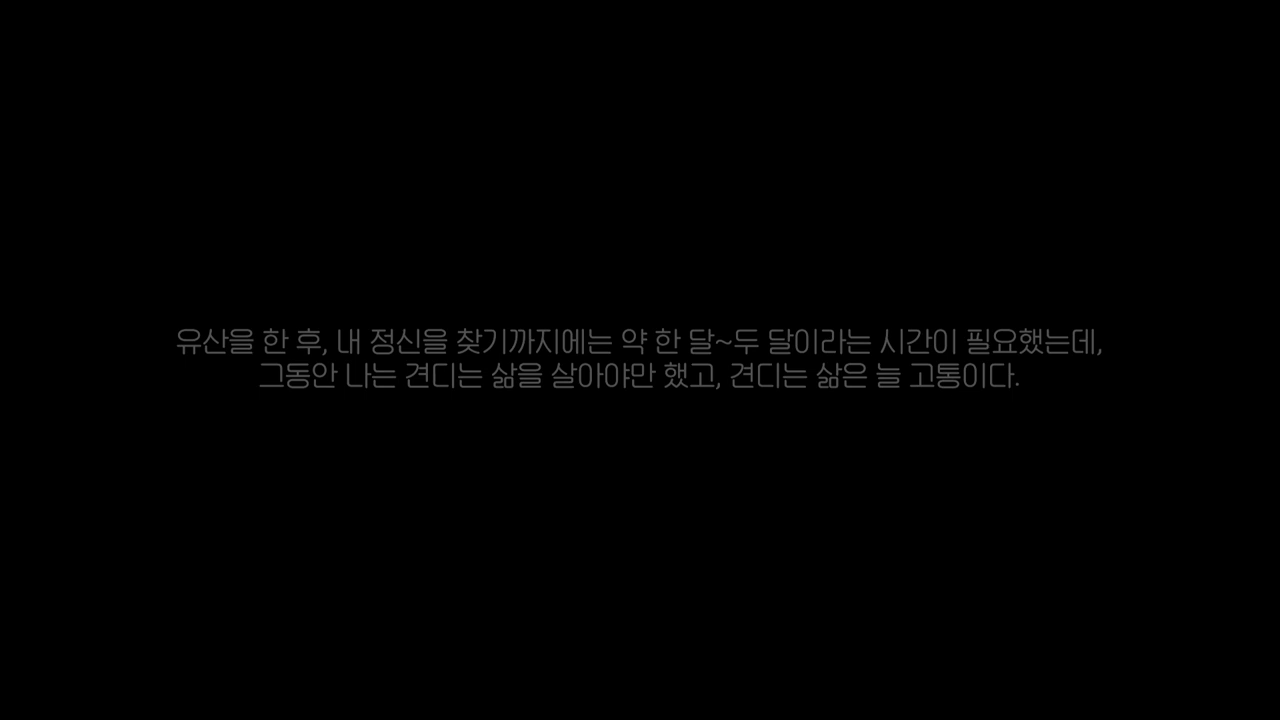 유산을 한 후, 내 정신을 찾기까지에는 약 한 달~두 달이라는 시간이 필요했는데,
그동안 나는 견디는 삶을 살아야만 했고, 견디는 삶은 늘 고통이다.